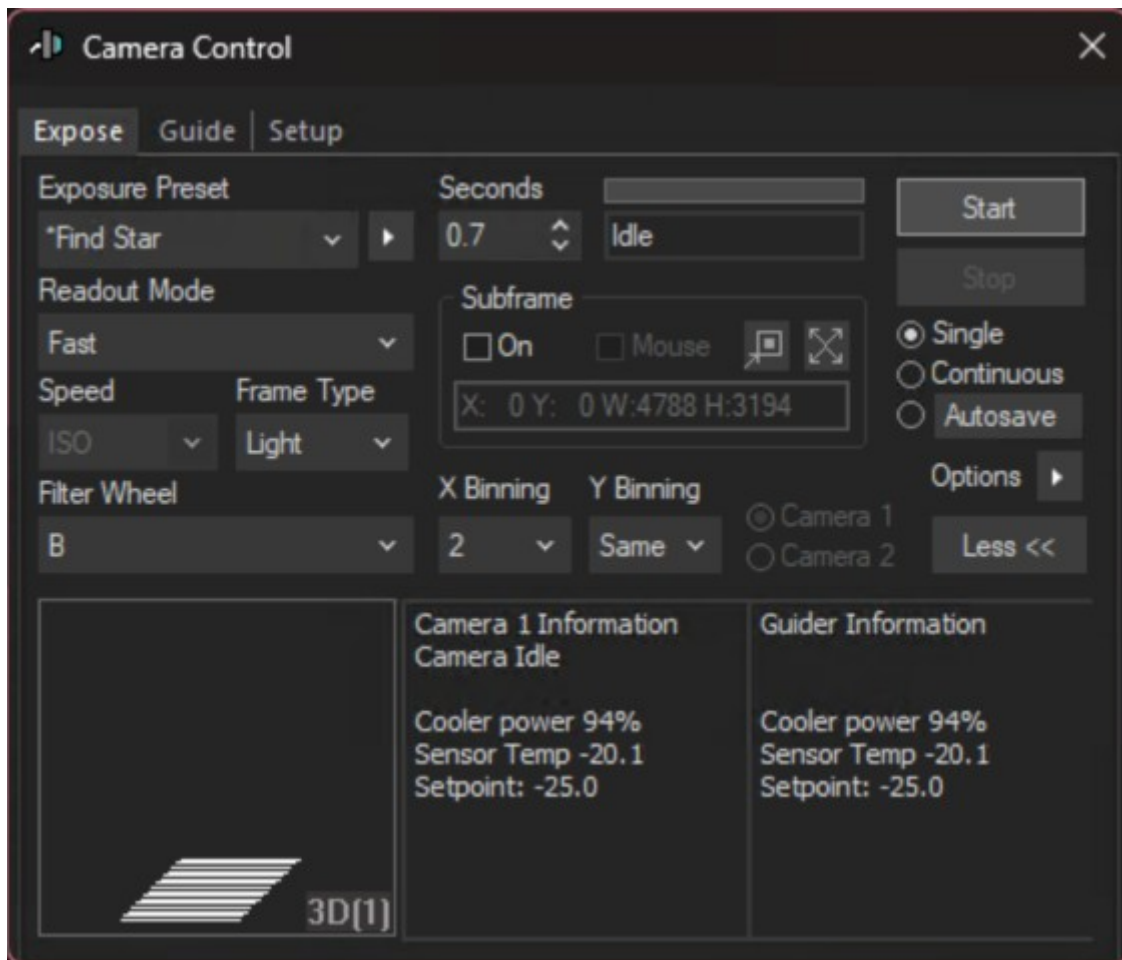 Camera Control
Expose Guide Setup
Exposure Preset
*Find Star
Seconds
0.7
Idle
Start
Stop
Readout Mode
Fast
Subframe
On Mouse
X: 0 Y: 0 W:4788 H:3194
Single
Continuous
Autosave
Speed Frame Type
ISO Light
Options
Filter Wheel
B
X Binning Y Binning
2 Same
Camera 1
Camera 2
Less <<
3D(1)
Camera 1 Information
Camera Idle
Cooler power 94%
Sensor Temp -20.1
Setpoint: -25.0
Guider Information
Cooler power 94%
Sensor Temp -20.1
Setpoint: -25.0